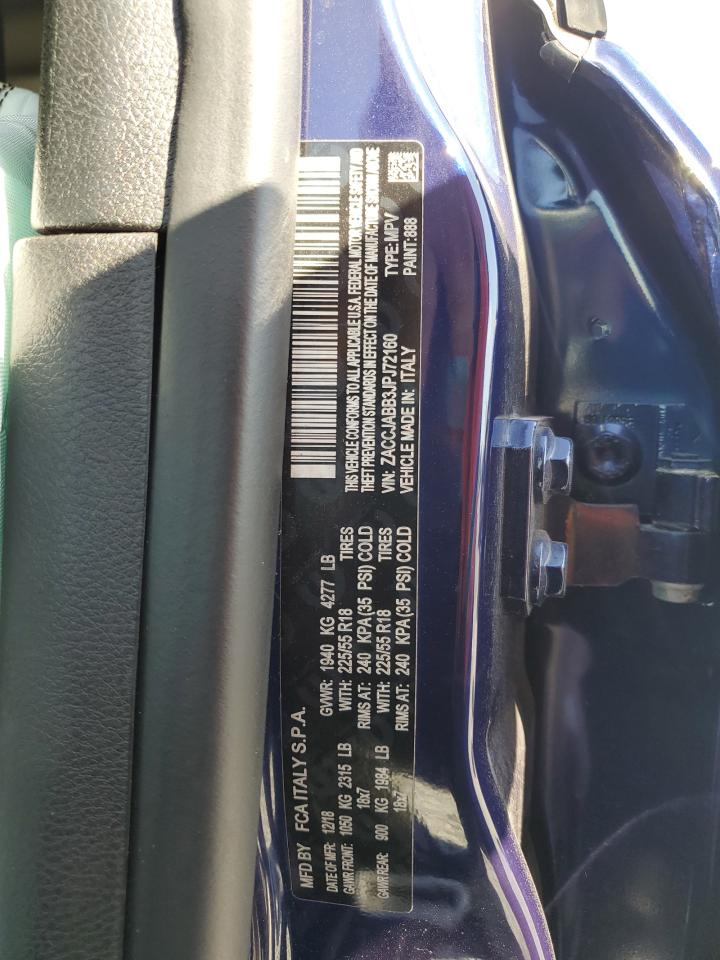 MFD BY FCA ITALY S.P.A.
DATE OF MFR: 12/18 GVWR: 1940 KG 4277 LB
GAWR FRONT: 1050 KG 2315 LB WITH: 225/55 R18 TIRES
18x7 RIMS AT: 240 KPA(35 PSI) COLD
GAWR REAR: 900 KG 1984 LB WITH: 225/55 R18 TIRES
18x7 RIMS AT: 240 KPA(35 PSI) COLD
THIS VEHICLE CONFORMS TO ALL APPLICABLE U.S.A. FEDERAL MOTOR VEHICLE SAFETY AND
THEFT PREVENTION STANDARDS IN EFFECT ON THE DATE OF MANUFACTURE SHOWN ABOVE
VIN: ZACCJABB3JPJ72160 TYPE: MPV
VEHICLE MADE IN: ITALY PAINT: 888